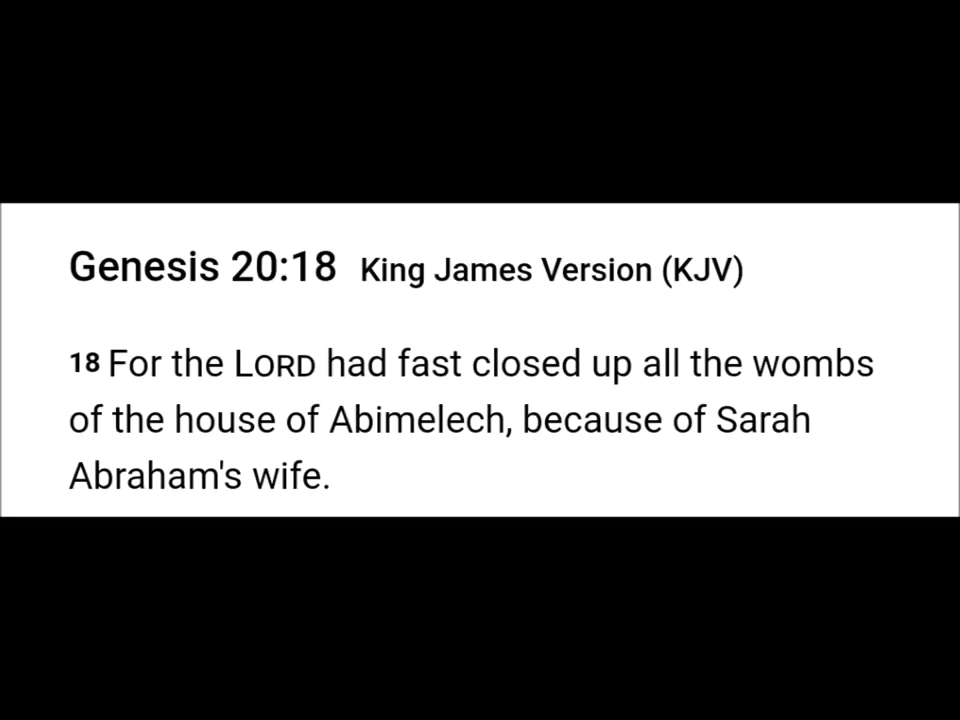 Genesis 20:18 King James Version (KJV)
18 For the LORD had fast closed up all the wombs
of the house of Abimelech, because of Sarah
Abraham's wife.